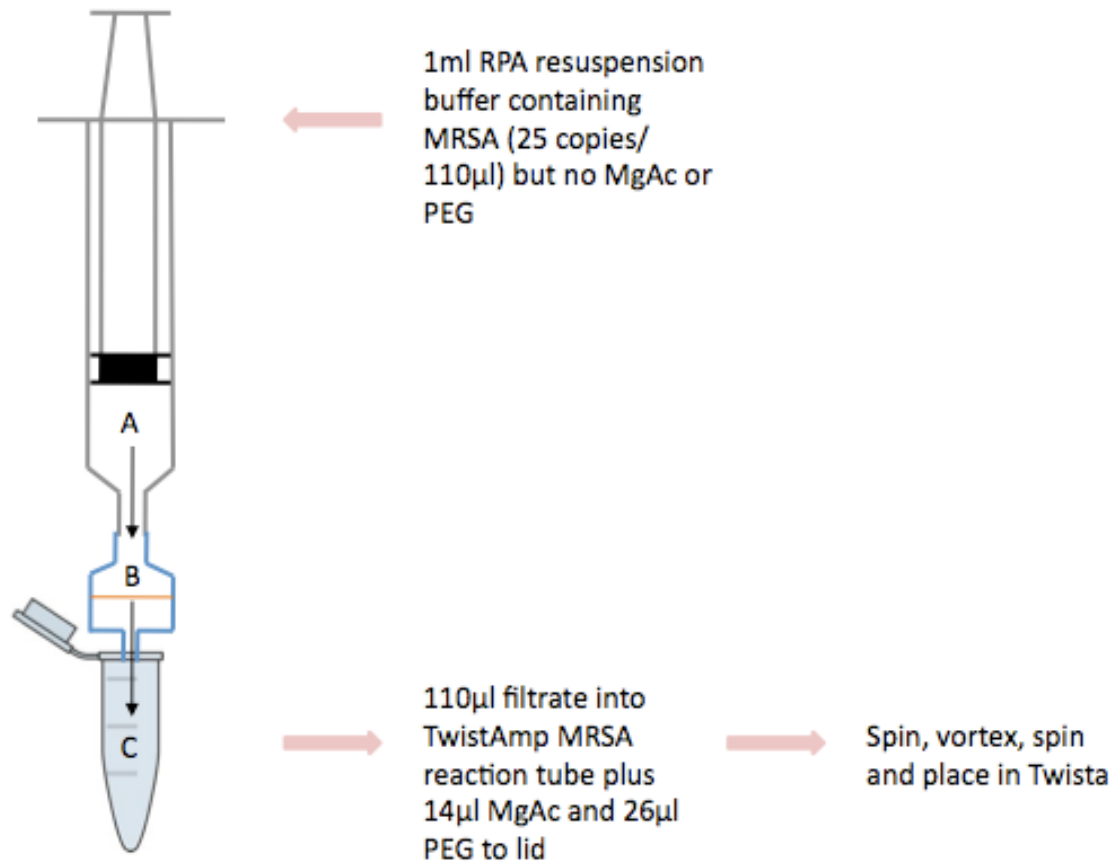 1ml RPA resuspension
buffer containing
MRSA (25 copies/
110µl) but no MgAc or
PEG
A
B
C
110µl filtrate into
TwistAmp MRSA
reaction tube plus
14µl MgAc and 26µl
PEG to lid
Spin, vortex, spin
and place in Twista